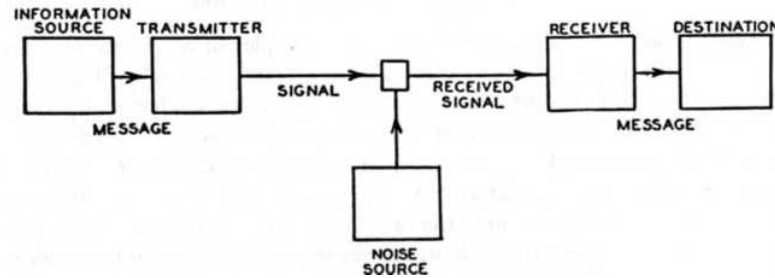 INFORMATION
SOURCE
TRANSMITTER
RECEIVER
DESTINATION
SIGNAL
RECEIVED
SIGNAL
MESSAGE
MESSAGE
NOISE
SOURCE